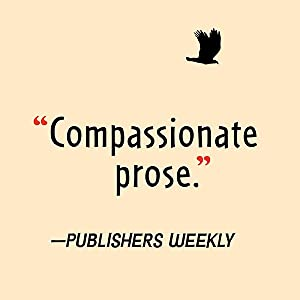 “Compassionate
prose.”
—PUBLISHERS WEEKLY